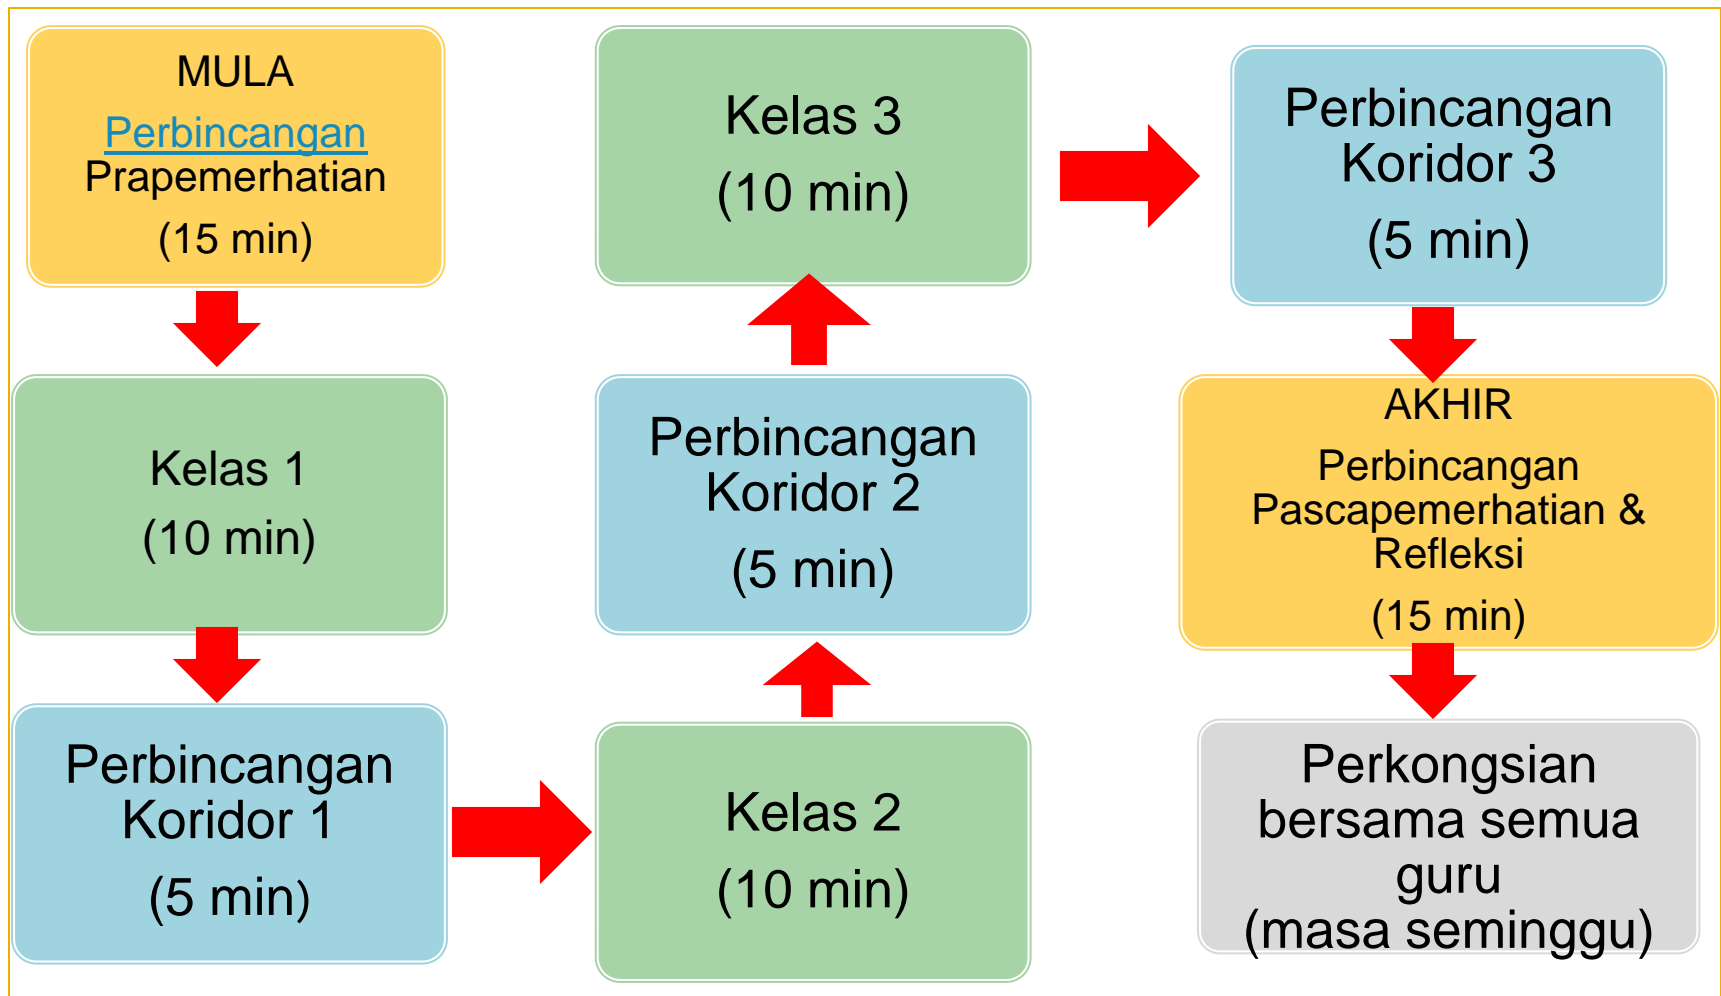 MULA
Perbincangan
Prapemerhatian
(15 min)
Kelas 1
(10 min)
Perbincangan
Koridor 1
(5 min)
Kelas 2
(10 min)
Perbincangan
Koridor 2
(5 min)
Kelas 3
(10 min)
Perbincangan
Koridor 3
(5 min)
AKHIR
Perbincangan
Pascapemerhatian &
Refleksi
(15 min)
Perkongsian
bersama semua
guru
(masa seminggu)